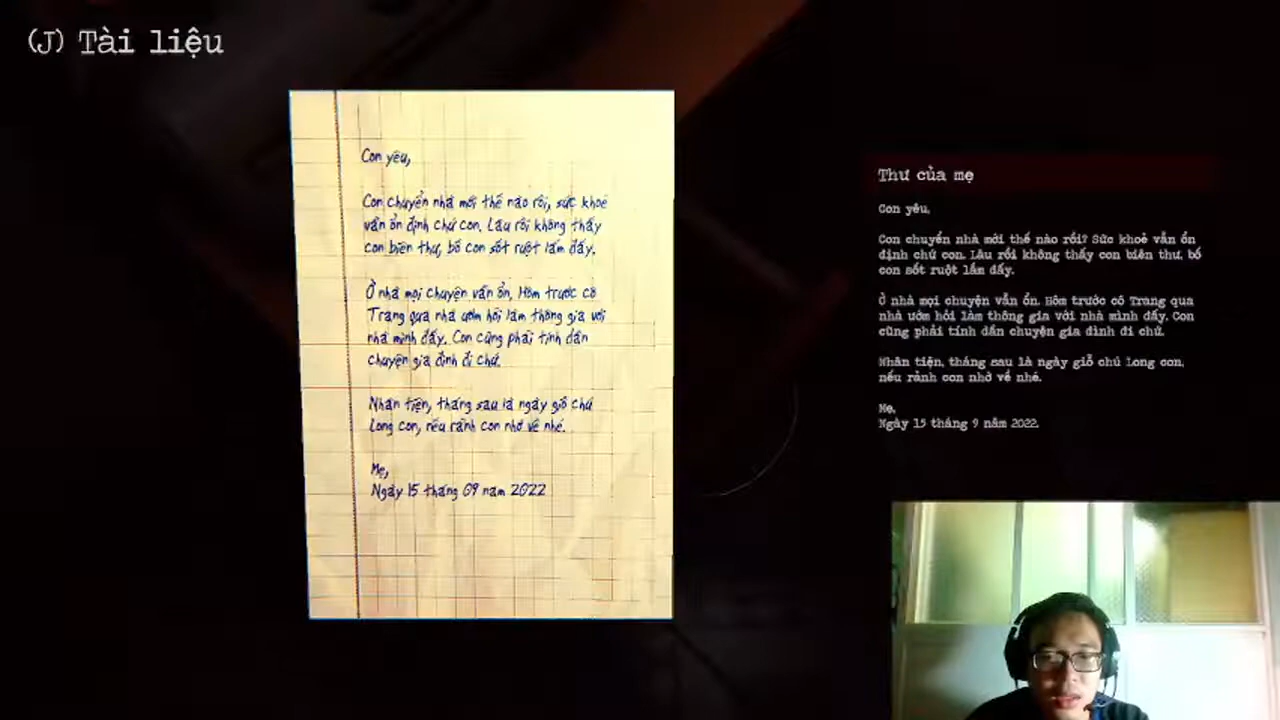 (J) Tài liệu
Con yêu,
Con chuyển nhà mới thế nào rồi, sức khoẻ
vẫn ổn định chứ con. Lâu rồi không thấy
con biên thư, bố con sốt ruột lắm đấy.
Ở nhà mọi chuyện vẫn ổn, Hôm trước cô
Trang qua nhà ướm hỏi làm thông gia với
nhà mình đấy. Con cũng phải tính dần
chuyện gia đình đi chứ.
Nhân tiện, tháng sau là ngày giỗ chú
Long con, nếu rảnh con nhớ về nhé.
Mẹ,
Ngày 15 tháng 09 năm 2022
Thư của mẹ
Con yêu,
Con chuyển nhà mới thế nào rồi? Sức khoẻ vẫn ổn
định chứ con. Lâu rồi không thấy con biên thư, bố
con sốt ruột lắm đấy.
Ở nhà mọi chuyện vẫn ổn. Hôm trước cô Trang qua
nhà ướm hỏi làm thông gia với nhà mình đấy. Con
cũng phải tính dần chuyện gia đình đi chứ.
Nhân tiện, tháng sau là ngày giỗ chú Long con,
nếu rảnh con nhớ về nhé.
Mẹ,
Ngày 15 tháng 9 năm 2022.